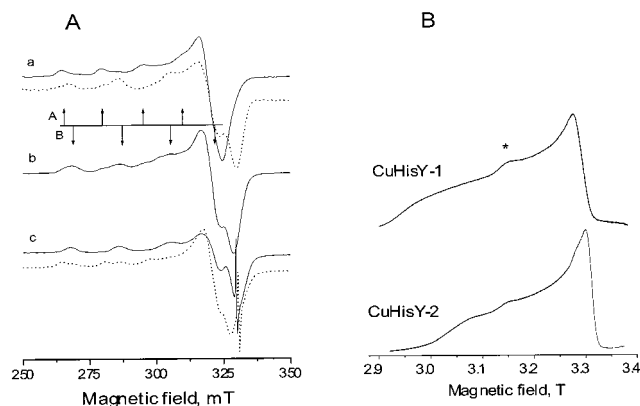 A
B
a
A
B
b
c
250
275
300
325
350
Magnetic field, mT
CuHisY-1
*
CuHisY-2
2.9
3.0
3.1
3.2
3.3
3.4
Magnetic field, T